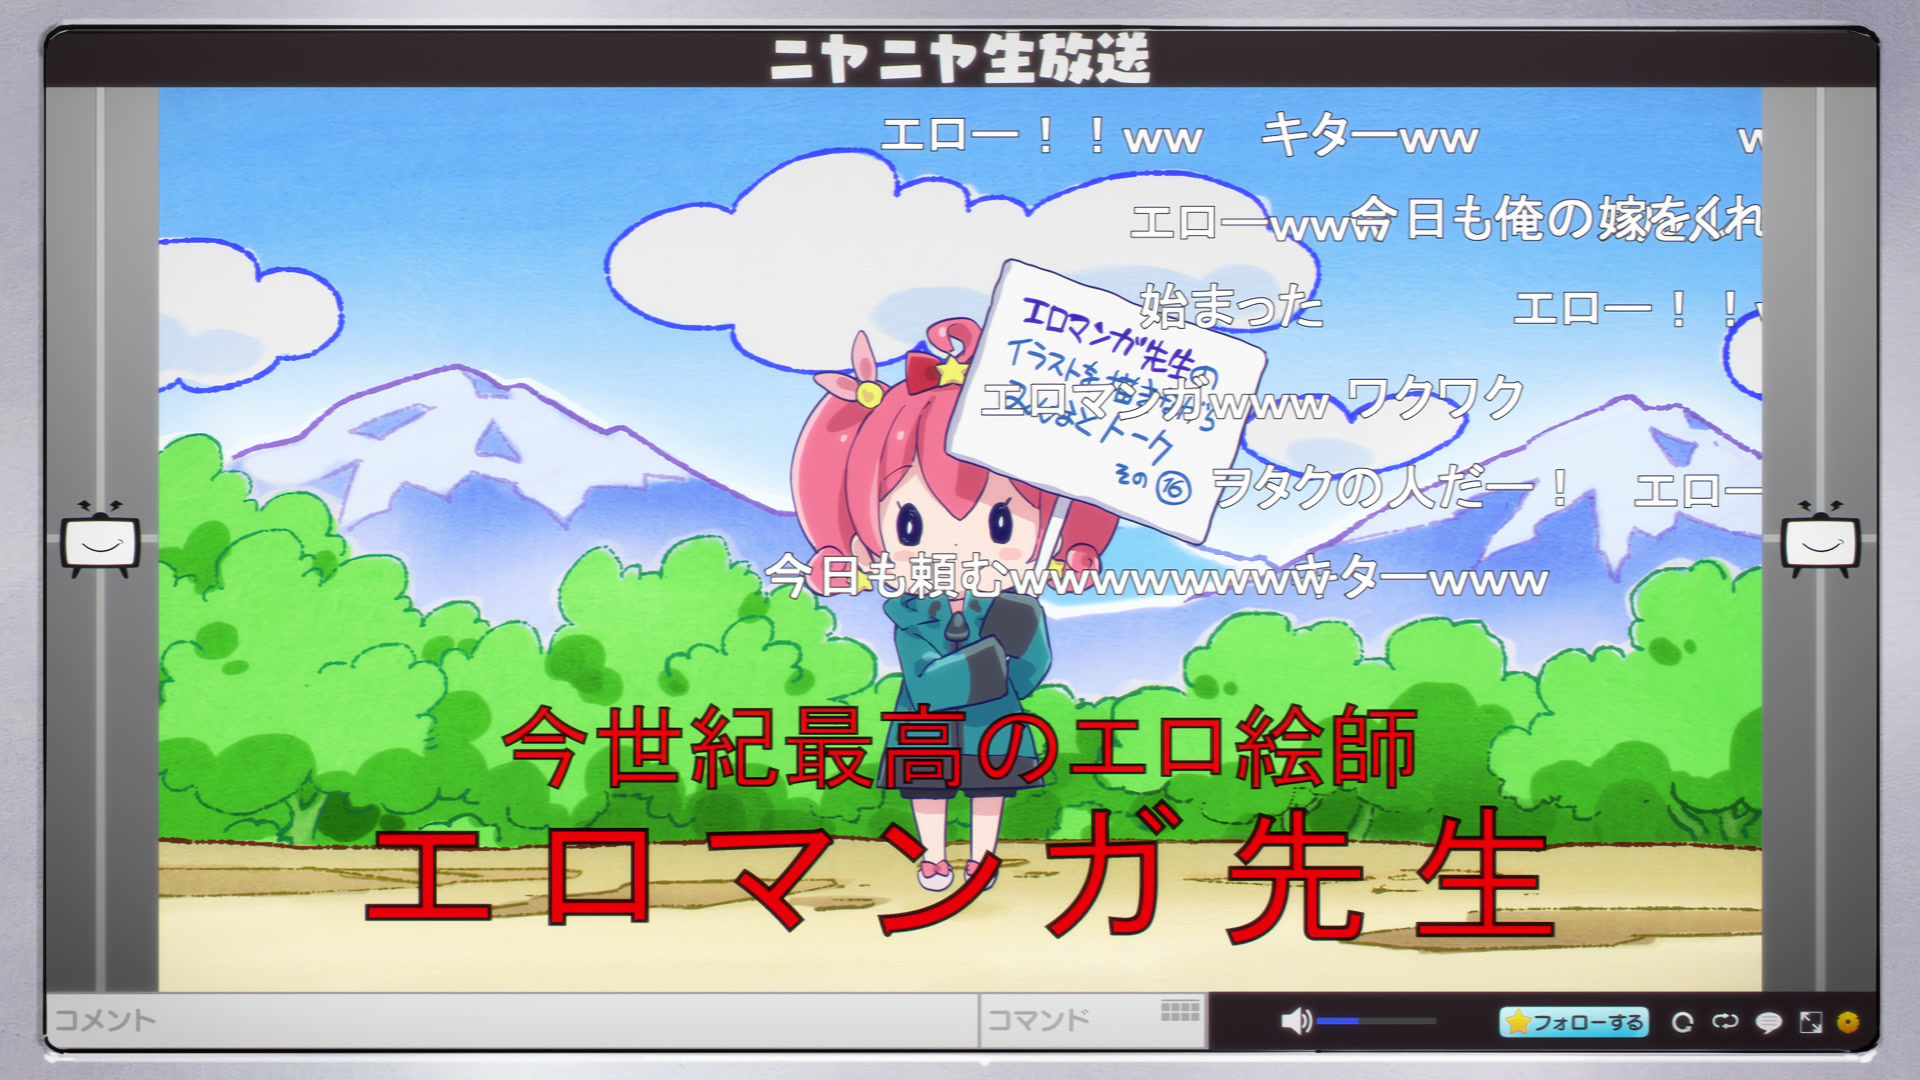 ニヤニヤ生放送
エロー！！ww
キターww
w
エローwww
今日も俺の嫁をくれ
始まった
エロー！！w
エロマンガ先生の
イラストを描きながら
みんなとトーク
その⑯
エロマンガwww
ワクワク
ヲタクの人だー！
エロー
今日も頼むwwwwwwww
キターwww
今世紀最高のエロ絵師
エロマンガ先生
コメント
コマンド
フォローする